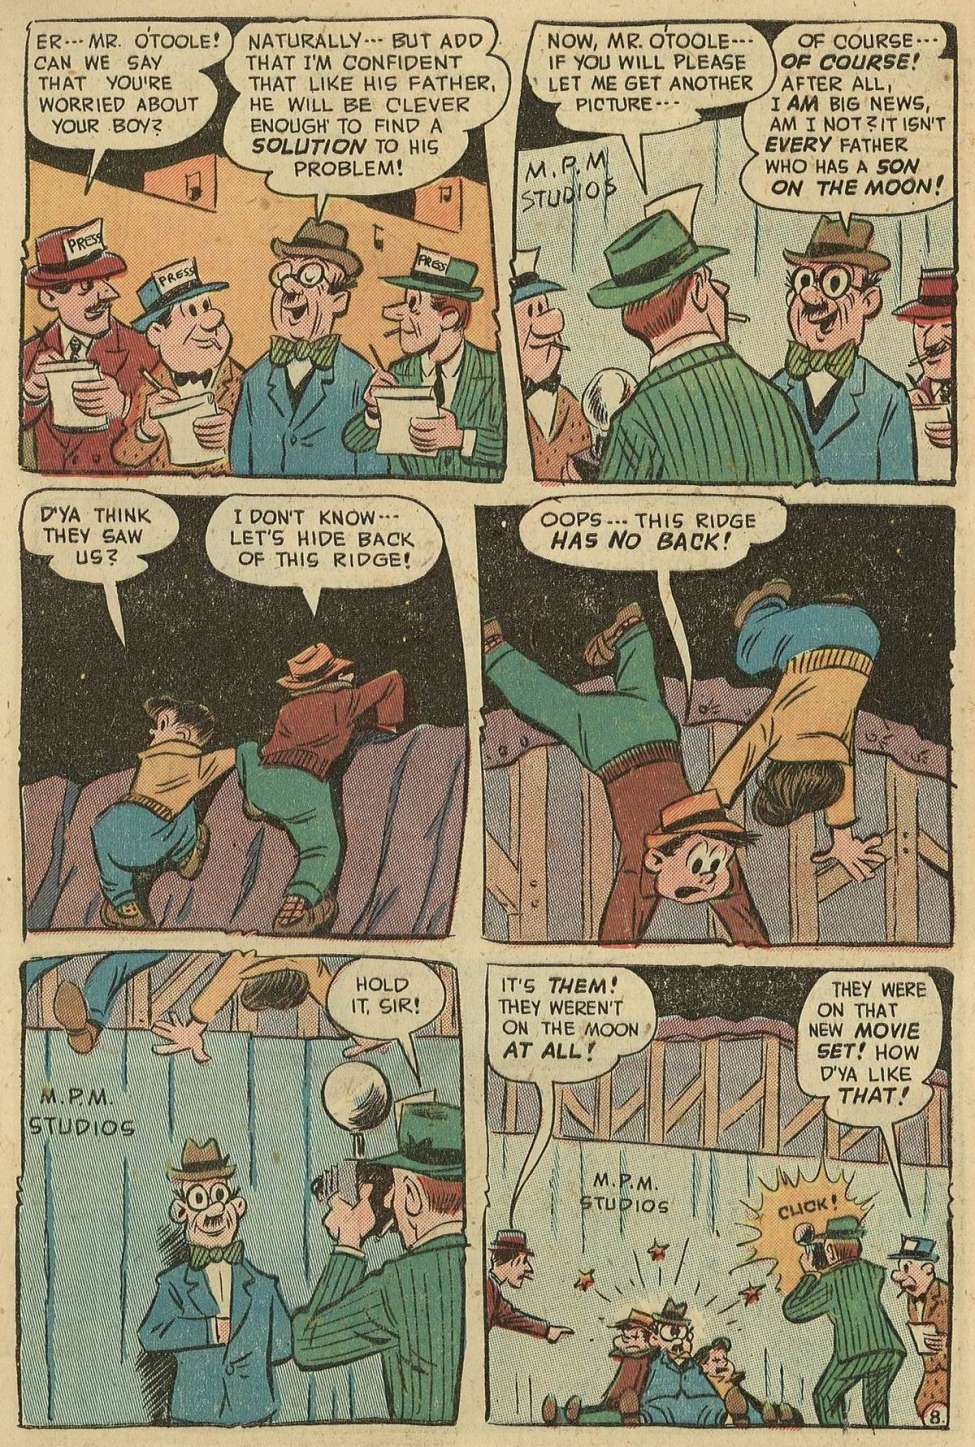 ER--- MR. O'TOOLE!
CAN WE SAY
THAT YOU'RE
WORRIED ABOUT
YOUR BOY?
NATURALLY--- BUT ADD
THAT I'M CONFIDENT
THAT LIKE HIS FATHER,
HE WILL BE CLEVER
ENOUGH TO FIND A
SOLUTION TO HIS
PROBLEM!
PRESS
PRESS
PRESS
NOW, MR. O'TOOLE---
IF YOU WILL PLEASE
LET ME GET ANOTHER
PICTURE---
OF COURSE---
OF COURSE!
AFTER ALL,
I AM BIG NEWS,
AM I NOT? IT ISN'T
EVERY FATHER
WHO HAS A SON
ON THE MOON!
M.P.M
STUDIOS
D'YA THINK
THEY SAW
US?
I DON'T KNOW---
LET'S HIDE BACK
OF THIS RIDGE!
OOPS--- THIS RIDGE
HAS NO BACK!
HOLD
IT, SIR!
M.P.M.
STUDIOS
IT'S THEM!
THEY WEREN'T
ON THE MOON
AT ALL!
THEY WERE
ON THAT
NEW MOVIE
SET! HOW
D'YA LIKE
THAT!
M.P.M.
STUDIOS
CLICK!
8.